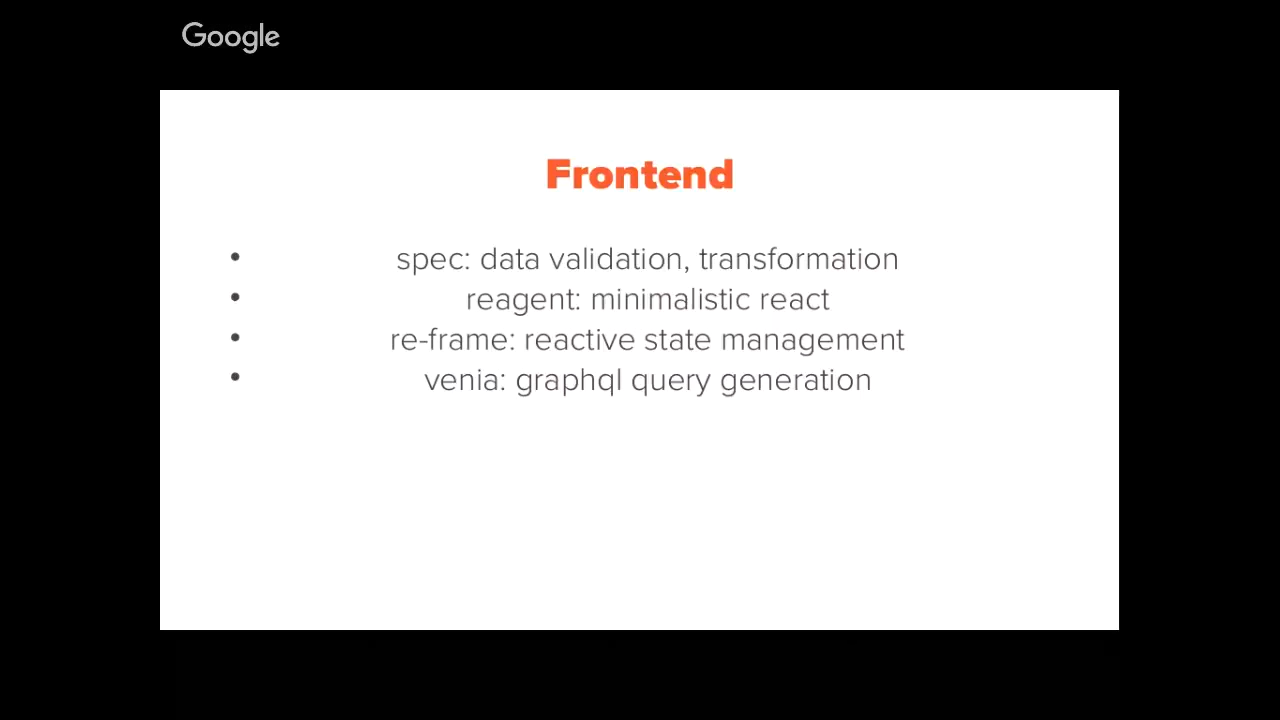 Google
Frontend
• spec: data validation, transformation
• reagent: minimalistic react
• re-frame: reactive state management
• venia: graphql query generation